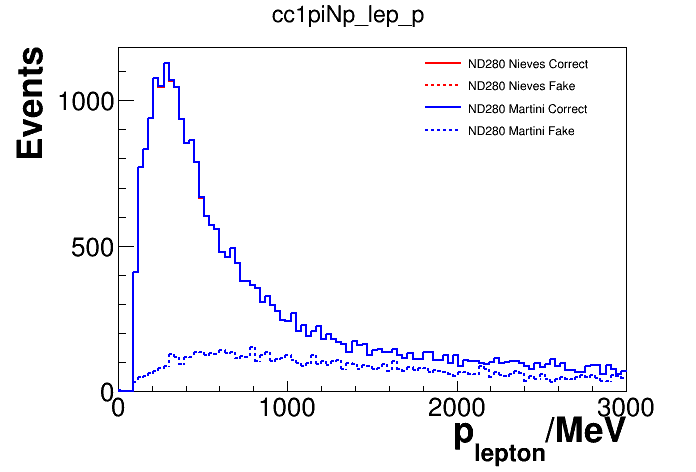 cc1piNp_lep_p
Events
1000
500
0
ND280 Nieves Correct
ND280 Nieves Fake
ND280 Martini Correct
ND280 Martini Fake
0 1000 2000 3000
p_lepton/MeV